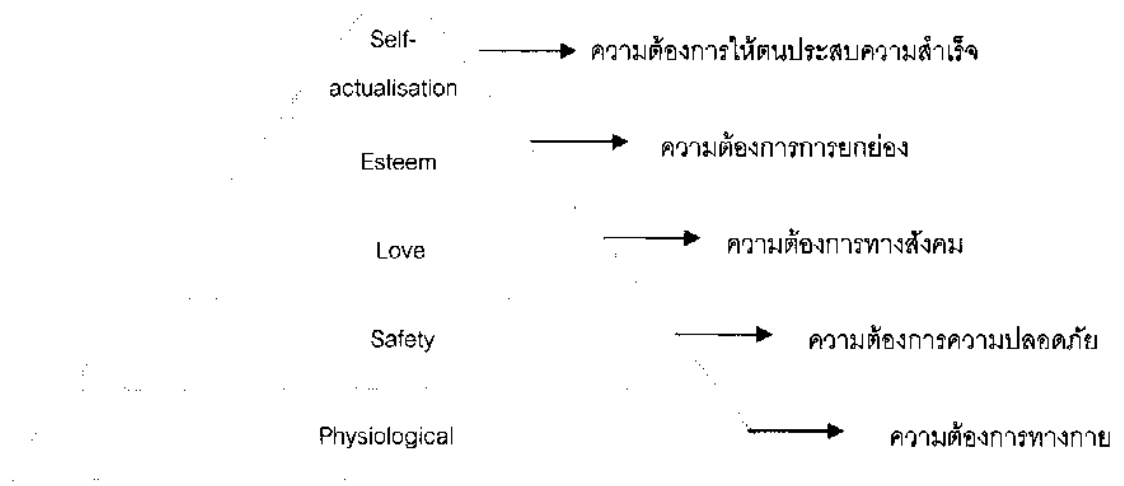 Self-
actualisation
ความต้องการให้ตนประสบความสำเร็จ
Esteem
ความต้องการการยกย่อง
Love
ความต้องการทางสังคม
Safety
ความต้องการความปลอดภัย
Physiological
ความต้องการทางกาย